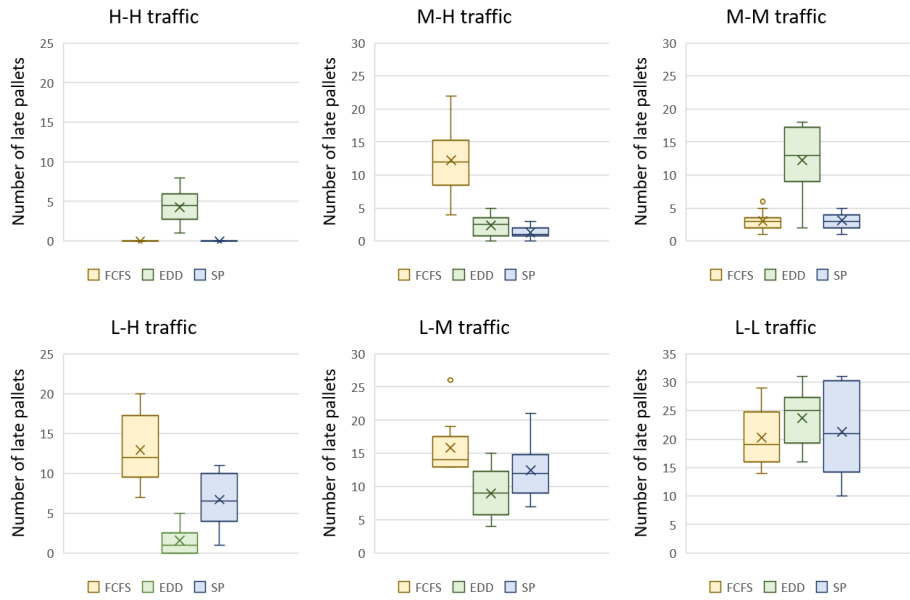 H-H traffic
Number of late pallets
25
20
15
10
5
0
FCFS EDD SP
M-H traffic
Number of late pallets
30
25
20
15
10
5
0
FCFS EDD SP
M-M traffic
Number of late pallets
30
25
20
15
10
5
0
FCFS EDD SP
L-H traffic
Number of late pallets
25
20
15
10
5
0
FCFS EDD SP
L-M traffic
Number of late pallets
30
25
20
15
10
5
0
FCFS EDD SP
L-L traffic
Number of late pallets
35
30
25
20
15
10
5
0
FCFS EDD SP